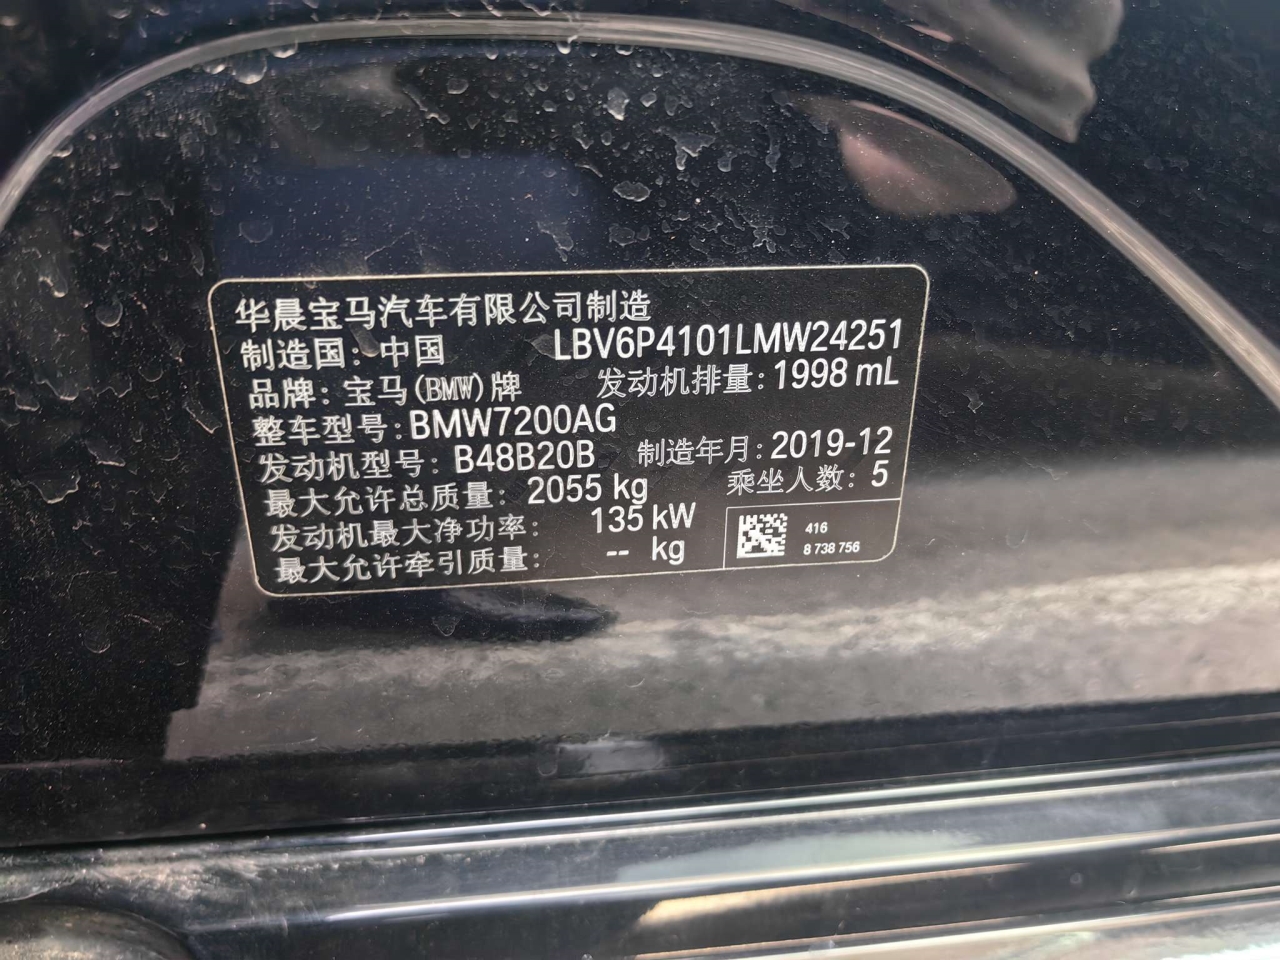 华晨宝马汽车有限公司制造
制造国：中国 LBV6P4101LMW24251
品牌：宝马(BMW)牌 发动机排量：1998 mL
整车型号：BMW7200AG
发动机型号：B48B20B 制造年月：2019-12
最大允许总质量：2055 kg 乘坐人数：5
发动机最大净功率：135 kW
最大允许牵引质量：-- kg
416
8 738 756